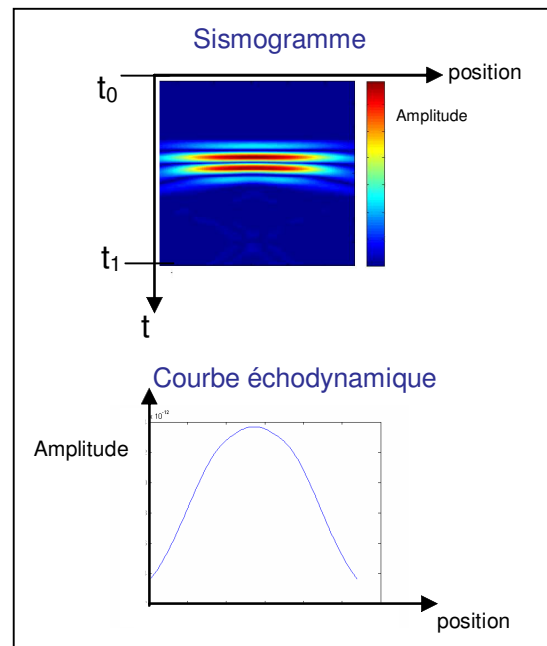 Sismogramme
position
t0
Amplitude
t1
t
Courbe échodynamique
x 10-12
Amplitude
position